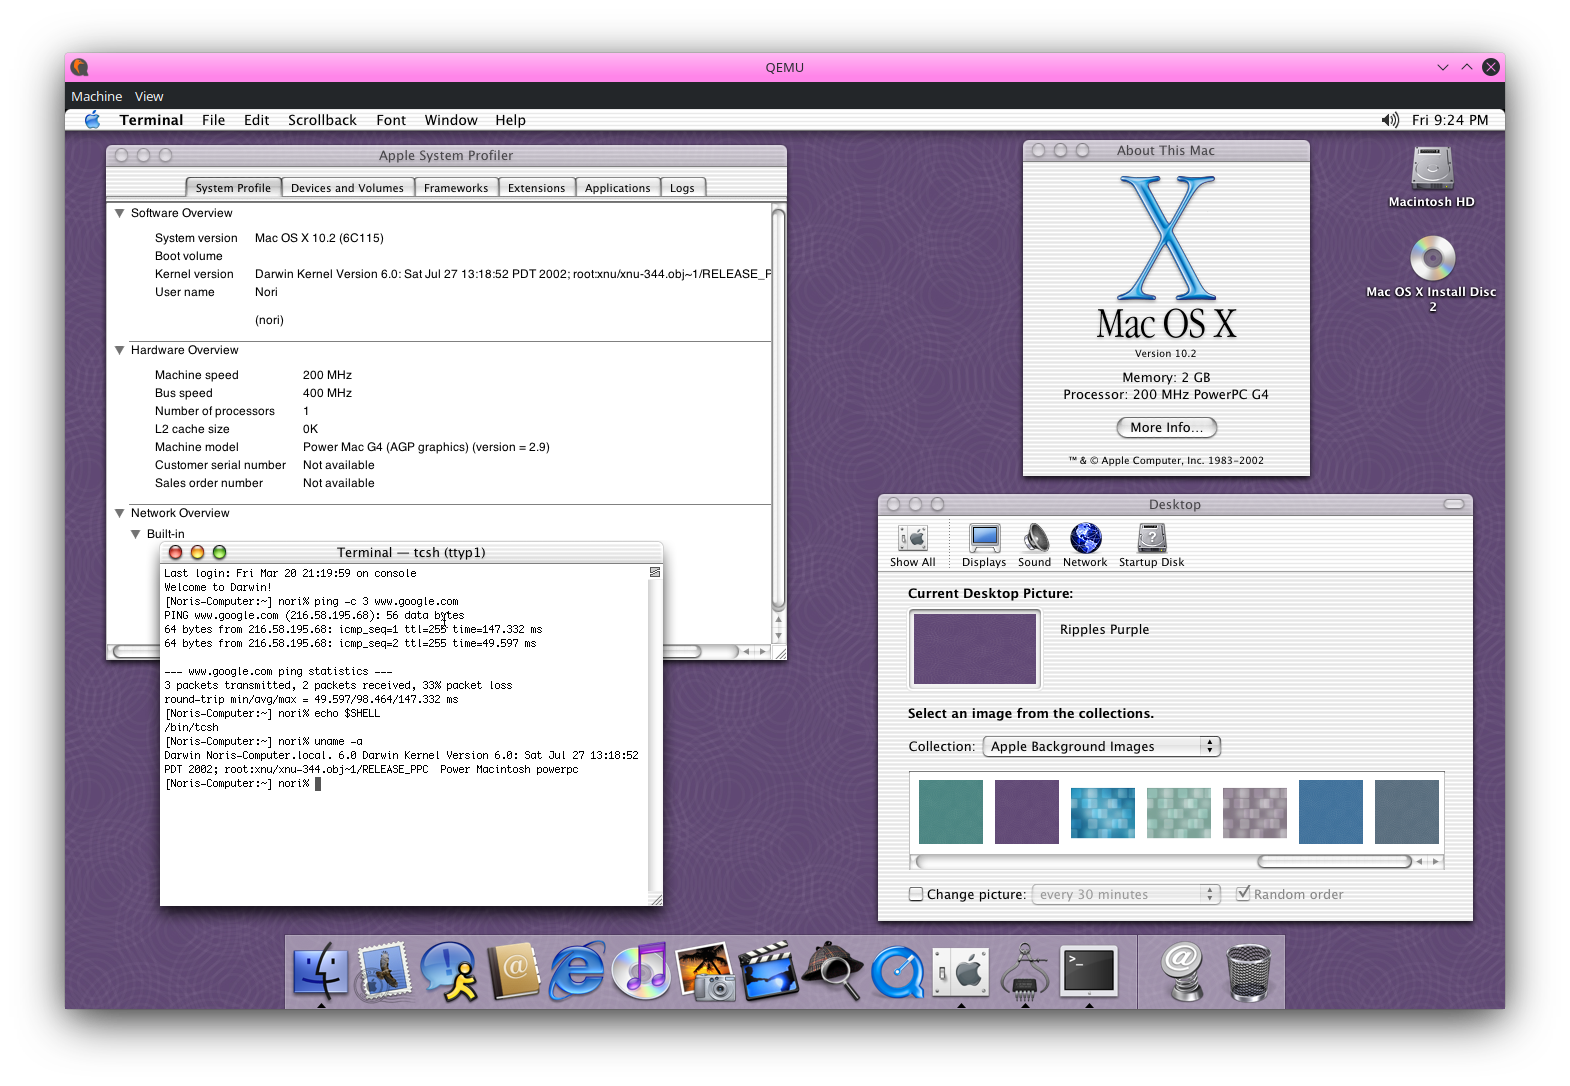 QEMU
Machine View
Terminal File Edit Scrollback Font Window Help Fri 9:24 PM
Apple System Profiler
System Profile Devices and Volumes Frameworks Extensions Applications Logs
Software Overview
System version Mac OS X 10.2 (6C115)
Boot volume
Kernel version Darwin Kernel Version 6.0: Sat Jul 27 13:18:52 PDT 2002; root:xnu/xnu-344.obj~1/RELEASE_P
User name Nori
(nori)
Hardware Overview
Machine speed 200 MHz
Bus speed 400 MHz
Number of processors 1
L2 cache size 0K
Machine model Power Mac G4 (AGP graphics) (version = 2.9)
Customer serial number Not available
Sales order number Not available
Network Overview
Built-in
Terminal — tcsh (ttyp1)
Last login: Fri Mar 20 21:19:59 on console
Welcome to Darwin!
[Noris-Computer:~] nori% ping -c 3 www.google.com
PING www.google.com (216.58.195.68): 56 data bytes
64 bytes from 216.58.195.68: icmp_seq=1 ttl=255 time=147.332 ms
64 bytes from 216.58.195.68: icmp_seq=2 ttl=255 time=49.597 ms
--- www.google.com ping statistics ---
3 packets transmitted, 2 packets received, 33% packet loss
round-trip min/avg/max = 49.597/98.464/147.332 ms
[Noris-Computer:~] nori% echo $SHELL
/bin/tcsh
[Noris-Computer:~] nori% uname -a
Darwin Noris-Computer.local. 6.0 Darwin Kernel Version 6.0: Sat Jul 27 13:18:52
PDT 2002; root:xnu/xnu-344.obj~1/RELEASE_PPC  Power Macintosh powerpc
[Noris-Computer:~] nori%
About This Mac
Mac OS X
Version 10.2
Memory: 2 GB
Processor: 200 MHz PowerPC G4
More Info...
™ & © Apple Computer, Inc. 1983-2002
Macintosh HD
Mac OS X Install Disc
2
Desktop
Show All Displays Sound Network Startup Disk
Current Desktop Picture:
Ripples Purple
Select an image from the collections.
Collection: Apple Background Images
Change picture: every 30 minutes Random order